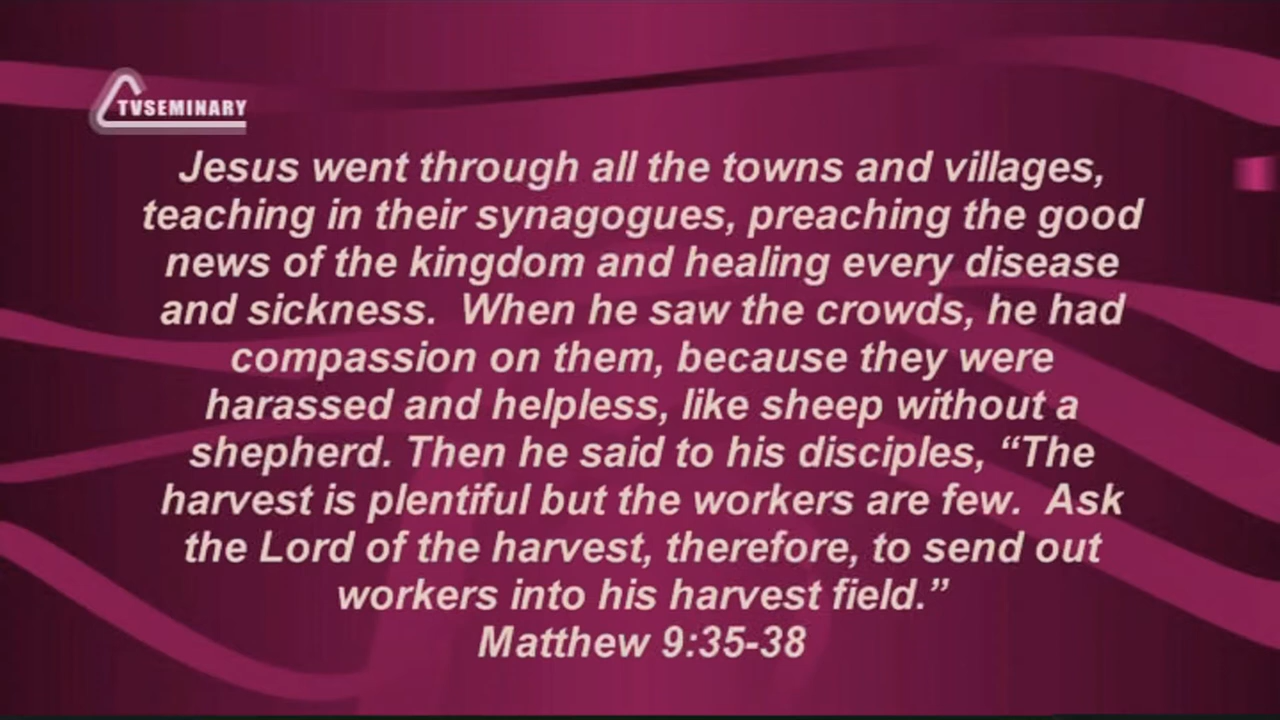 TVSEMINARY
Jesus went through all the towns and villages,
teaching in their synagogues, preaching the good
news of the kingdom and healing every disease
and sickness.  When he saw the crowds, he had
compassion on them, because they were
harassed and helpless, like sheep without a
shepherd. Then he said to his disciples, “The
harvest is plentiful but the workers are few.  Ask
the Lord of the harvest, therefore, to send out
workers into his harvest field.”
Matthew 9:35-38